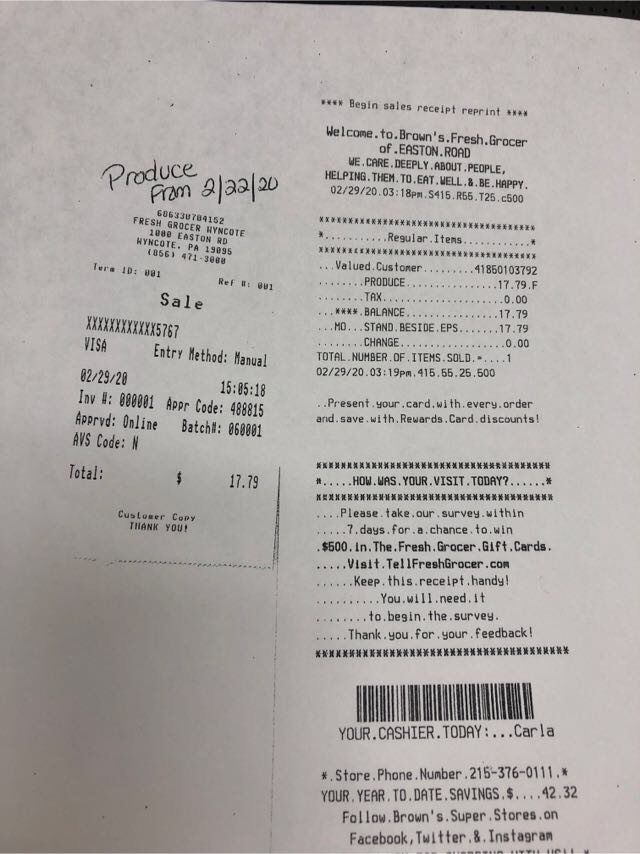 Produce
From 2/22/20
686330704152
FRESH GROCER WYNCOTE
1000 EASTON RD
WYNCOTE, PA 19095
(856) 471-3000
Term ID: 001
Ref #: 001
Sale
XXXXXXXXXXXX5767
VISA Entry Method: Manual
02/29/20 15:05:18
Inv #: 000001 Appr Code: 488815
Apprvd: Online Batch#: 060001
AVS Code: N
Total: $ 17.79
Customer Copy
THANK YOU!
**** Begin sales receipt reprint ****
Welcome.to.Brown's.Fresh.Grocer
of.EASTON.ROAD
WE.CARE.DEEPLY.ABOUT.PEOPLE,
HELPING.THEM.TO.EAT.WELL.&.BE.HAPPY.
02/29/20.03:18pm.S415.R55.T25.c500
************************************
*..........Regular.Items...........*
************************************
...Valued.Customer........41850103792
.......PRODUCE...............17.79.F
.......TAX....................0.00
...****.BALANCE..............17.79
...MO...STAND.BESIDE.EPS.......17.79
.......CHANGE.................0.00
TOTAL.NUMBER.OF.ITEMS.SOLD.=....1
02/29/20.03:19pm.415.55.25.500
..Present.your.card.with.every.order
and.save.with.Rewards.Card.discounts!
************************************
*.....HOW.WAS.YOUR.VISIT.TODAY?......*
************************************
....Please.take.our.survey.within
.....7.days.for.a.chance.to.win
.$500.in.The.Fresh.Grocer.Gift.Cards.
.....Visit.TellFreshGrocer.com
......Keep.this.receipt.handy!
..........You.will.need.it
........to.begin.the.survey.
.....Thank.you.for.your.feedback!
************************************
YOUR.CASHIER.TODAY:...Carla
*.Store.Phone.Number.215-376-0111.*
YOUR.YEAR.TO.DATE.SAVINGS.$....42.32
Follow.Brown's.Super.Stores.on
Facebook,Twitter.&.Instagram